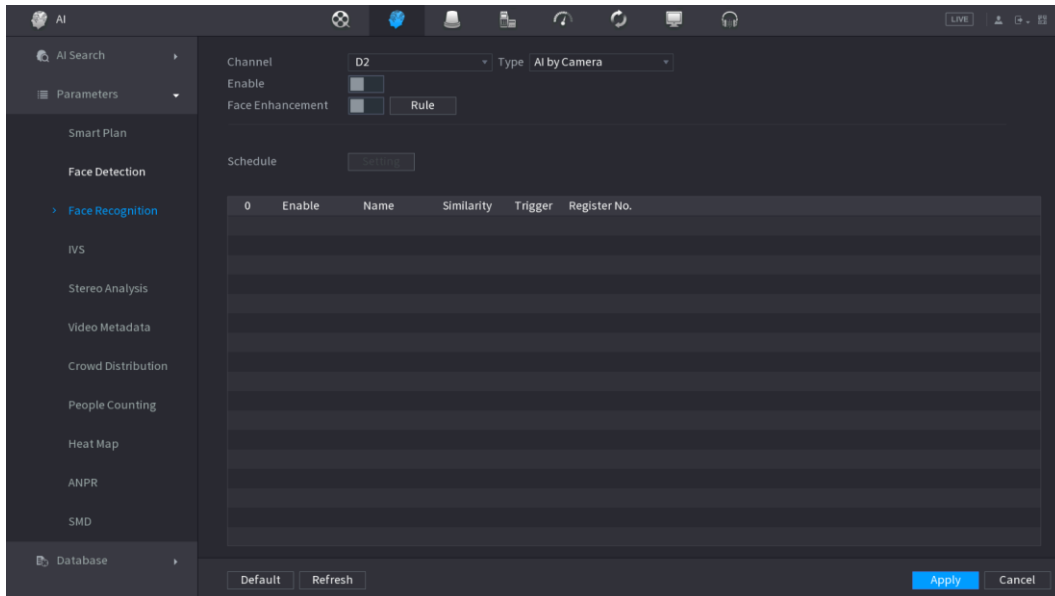 AI
LIVE
AI Search
Parameters
Smart Plan
Face Detection
Face Recognition
IVS
Stereo Analysis
Video Metadata
Crowd Distribution
People Counting
Heat Map
ANPR
SMD
Database
Channel D2 Type AI by Camera
Enable
Face Enhancement Rule
Schedule Setting
0 Enable Name Similarity Trigger Register No.
Default Refresh Apply Cancel